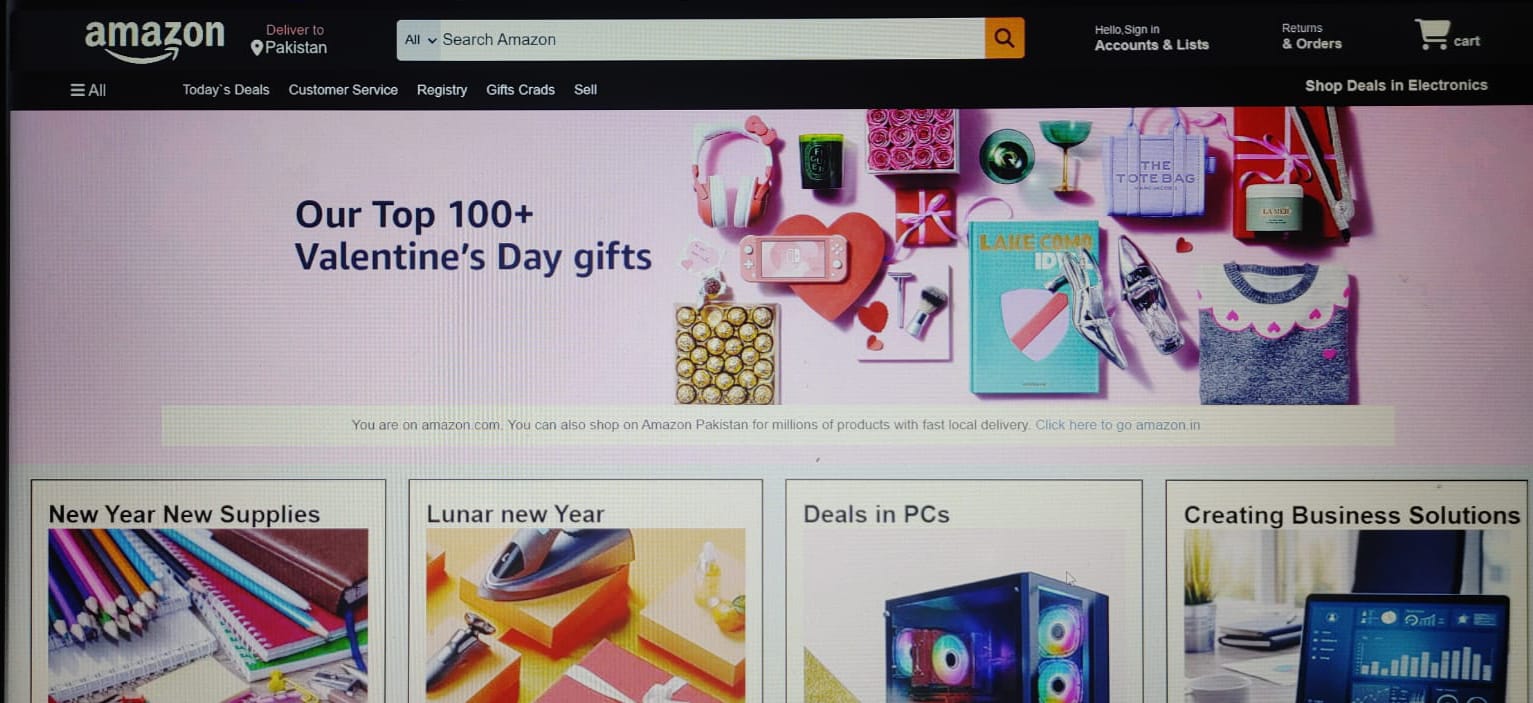 amazon
Deliver to
Pakistan
All
Search Amazon
Hello,Sign in
Accounts & Lists
Returns
& Orders
cart
All
Today`s Deals
Customer Service
Registry
Gifts Crads
Sell
Shop Deals in Electronics
Our Top 100+
Valentine's Day gifts
THE
TOTE BAG
LA MER
LAKE COMO
You are on amazon.com. You can also shop on Amazon Pakistan for millions of products with fast local delivery. Click here to go amazon.in
New Year New Supplies
Lunar new Year
Deals in PCs
Creating Business Solutions